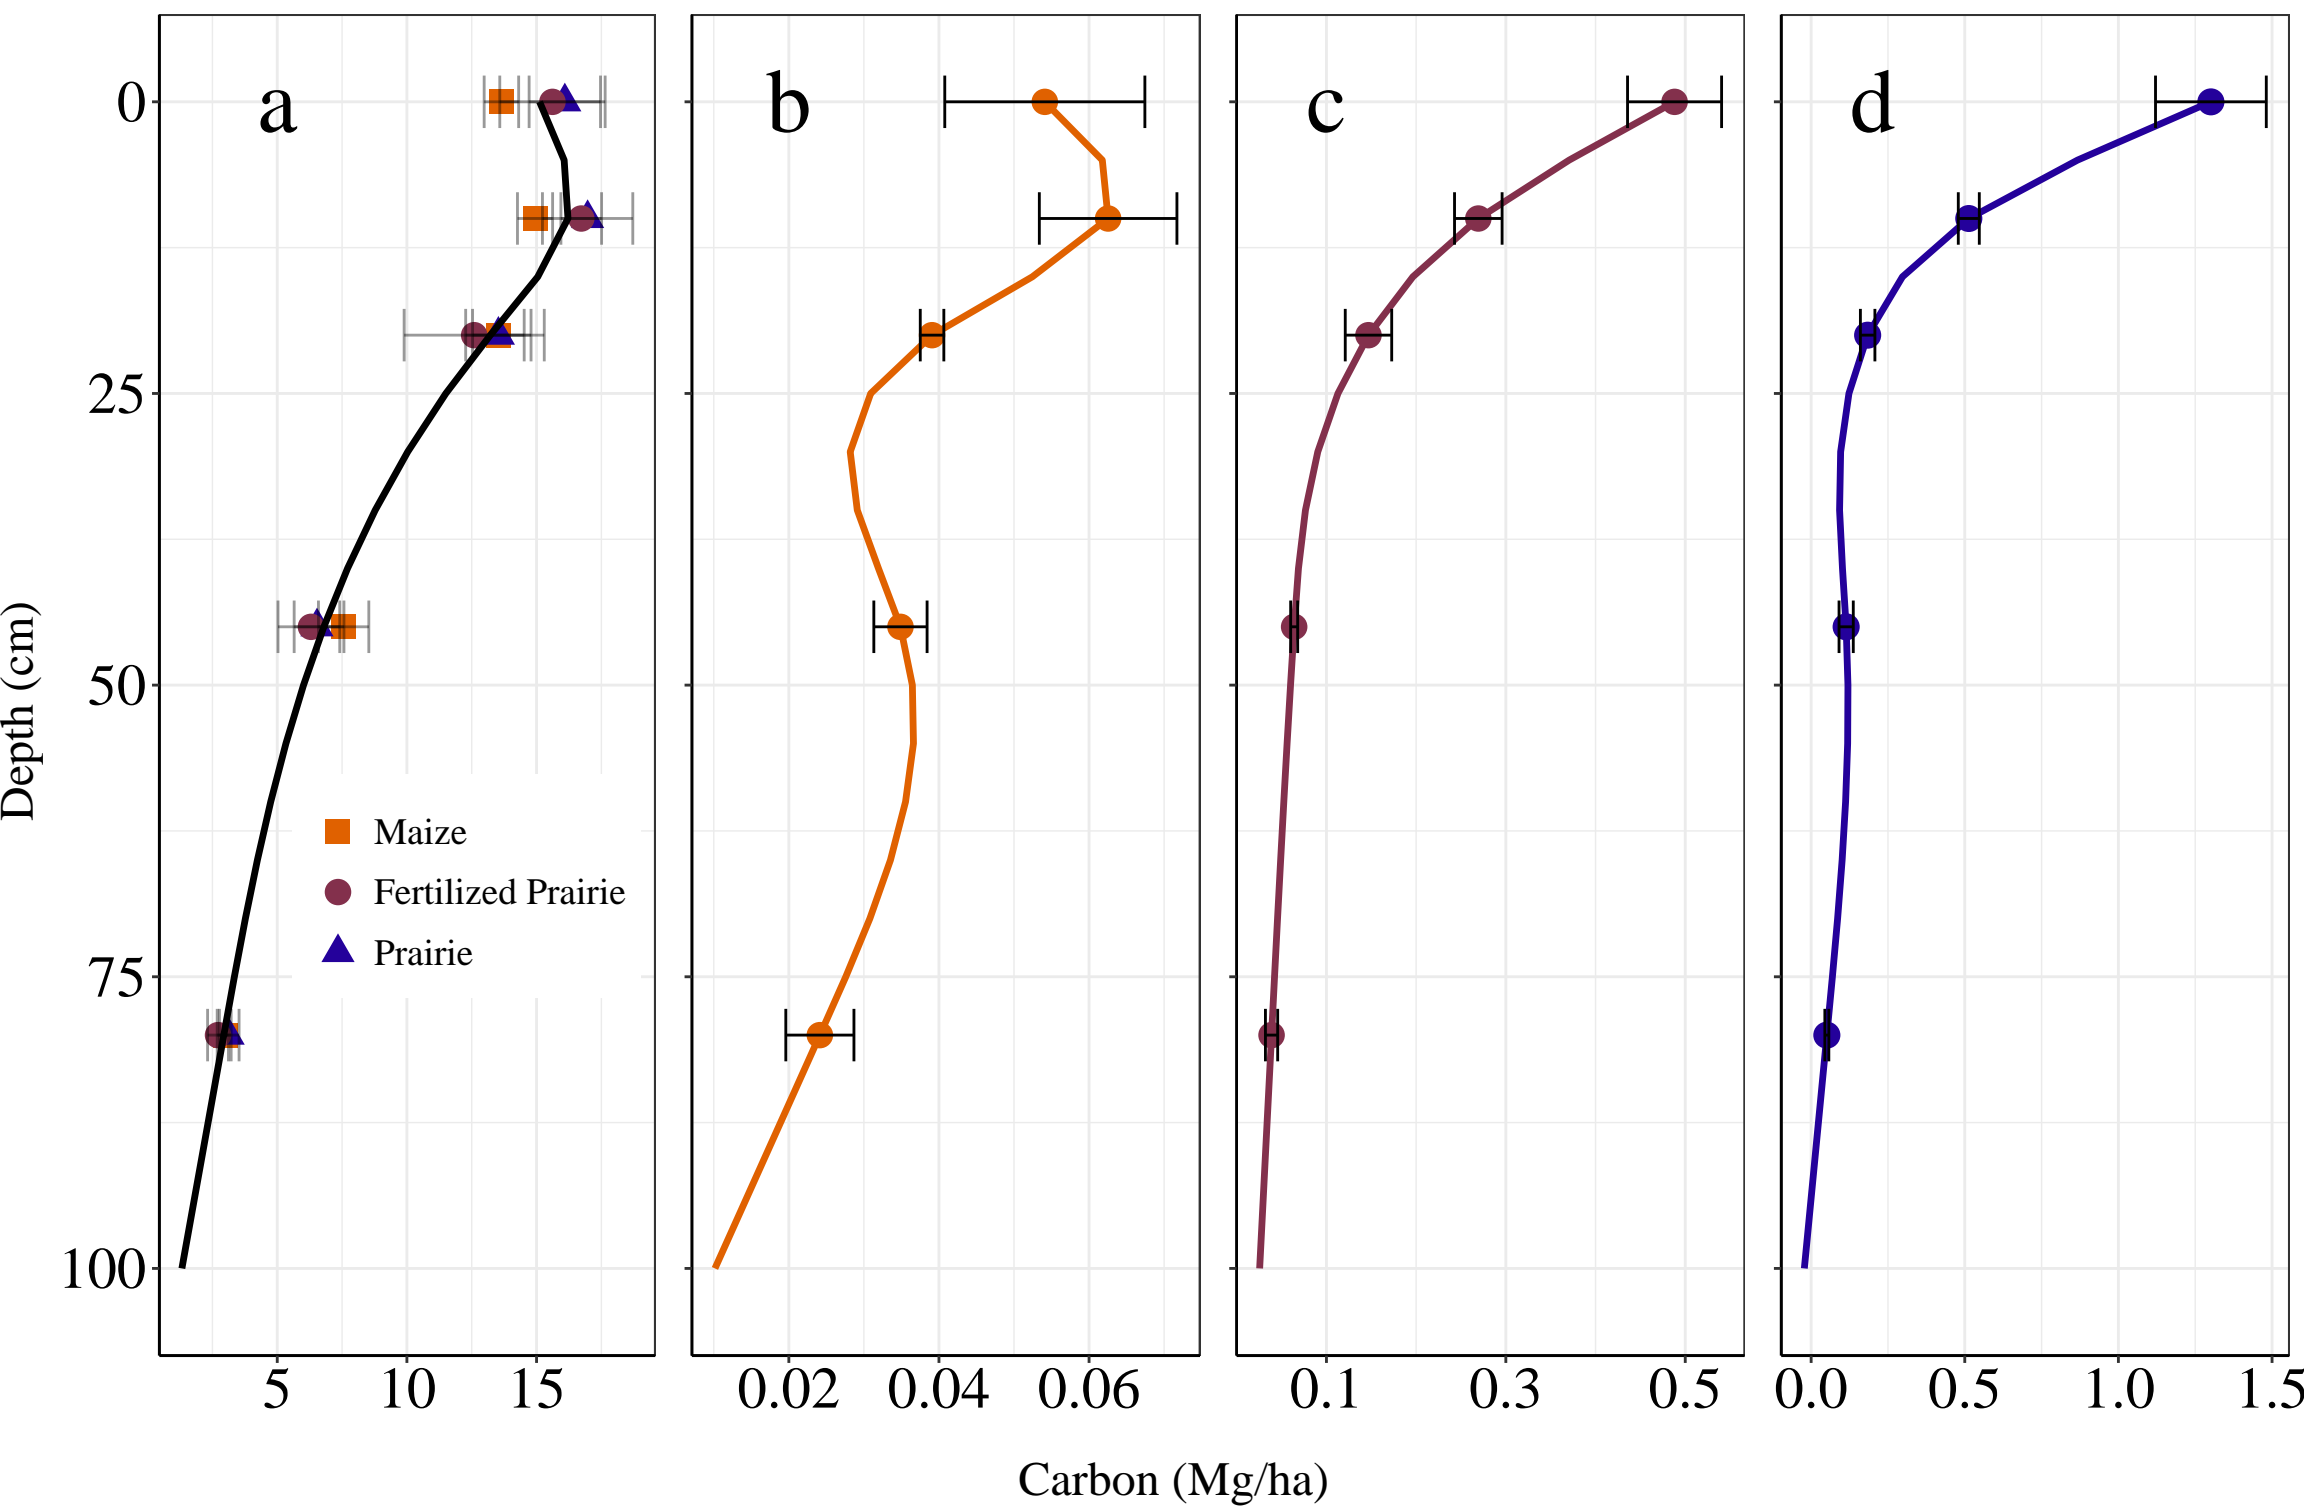 a
b
c
d
0
25
50
75
100
Depth (cm)
Maize
Fertilized Prairie
Prairie
5 10 15
0.02 0.04 0.06
0.1 0.3 0.5
0.0 0.5 1.0 1.5
Carbon (Mg/ha)